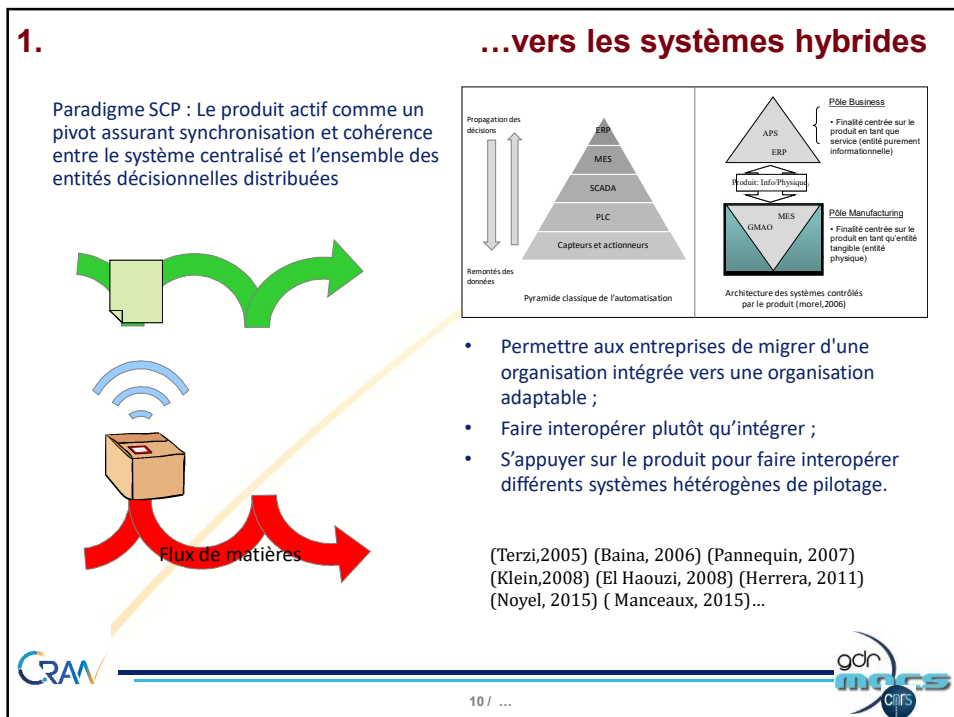 1.
…vers les systèmes hybrides
Paradigme SCP : Le produit actif comme un
pivot assurant synchronisation et cohérence
entre le système centralisé et l’ensemble des
entités décisionnelles distribuées
Flux de matières
Propagation des
décisions
Remontés des
données
ERP
MES
SCADA
PLC
Capteurs et actionneurs
Pyramide classique de l’automatisation
APS
ERP
Produit: Info/Physique,
MES
GMAO
Pôle Business
• Finalité centrée sur le
produit en tant que
service (entité purement
informationnelle)
Pôle Manufacturing
• Finalité centrée sur le
produit en tant qu’entité
tangible (entité
physique)
Architecture des systèmes contrôlés
par le produit (morel,2006)
• Permettre aux entreprises de migrer d'une
organisation intégrée vers une organisation
adaptable ;
• Faire interopérer plutôt qu’intégrer ;
• S’appuyer sur le produit pour faire interopérer
différents systèmes hétérogènes de pilotage.
(Terzi,2005) (Baina, 2006) (Pannequin, 2007)
(Klein,2008) (El Haouzi, 2008) (Herrera, 2011)
(Noyel, 2015) ( Manceaux, 2015)…
CRAN
10 / …
gdr
macs
cnrs